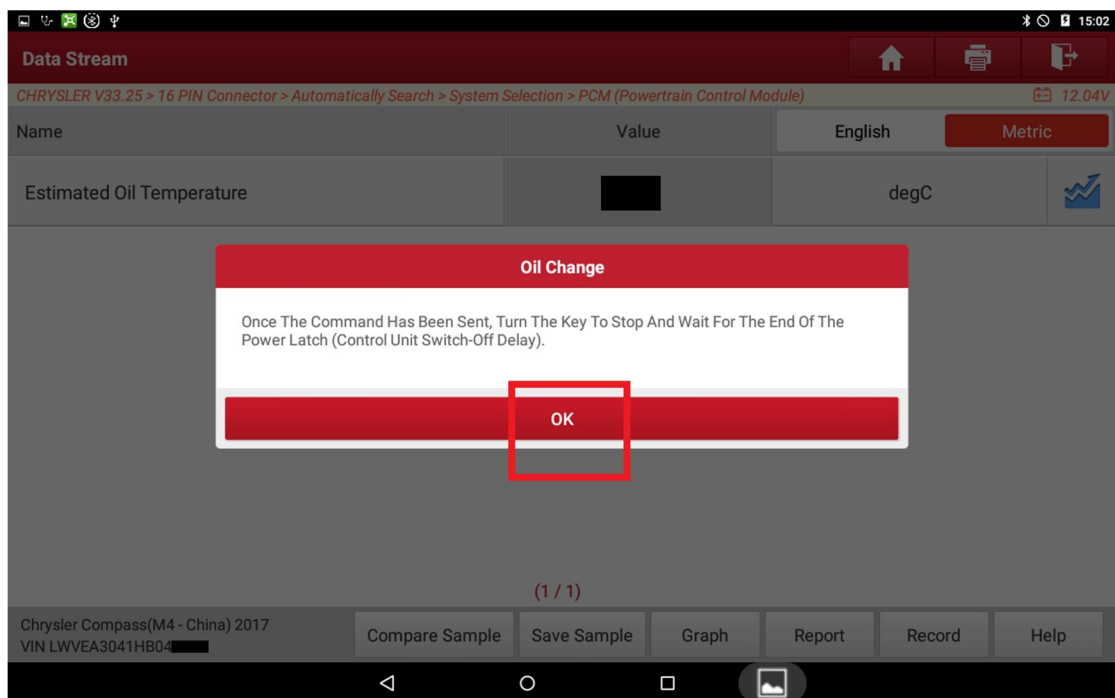 15:02
Data Stream
CHRYSLER V33.25 > 16 PIN Connector > Automatically Search > System Selection > PCM (Powertrain Control Module) 12.04V
Name Value English Metric
Estimated Oil Temperature degC
Oil Change
Once The Command Has Been Sent, Turn The Key To Stop And Wait For The End Of The
Power Latch (Control Unit Switch-Off Delay).
OK
(1 / 1)
Chrysler Compass(M4 - China) 2017
VIN LWVEA3041HB04
Compare Sample Save Sample Graph Report Record Help